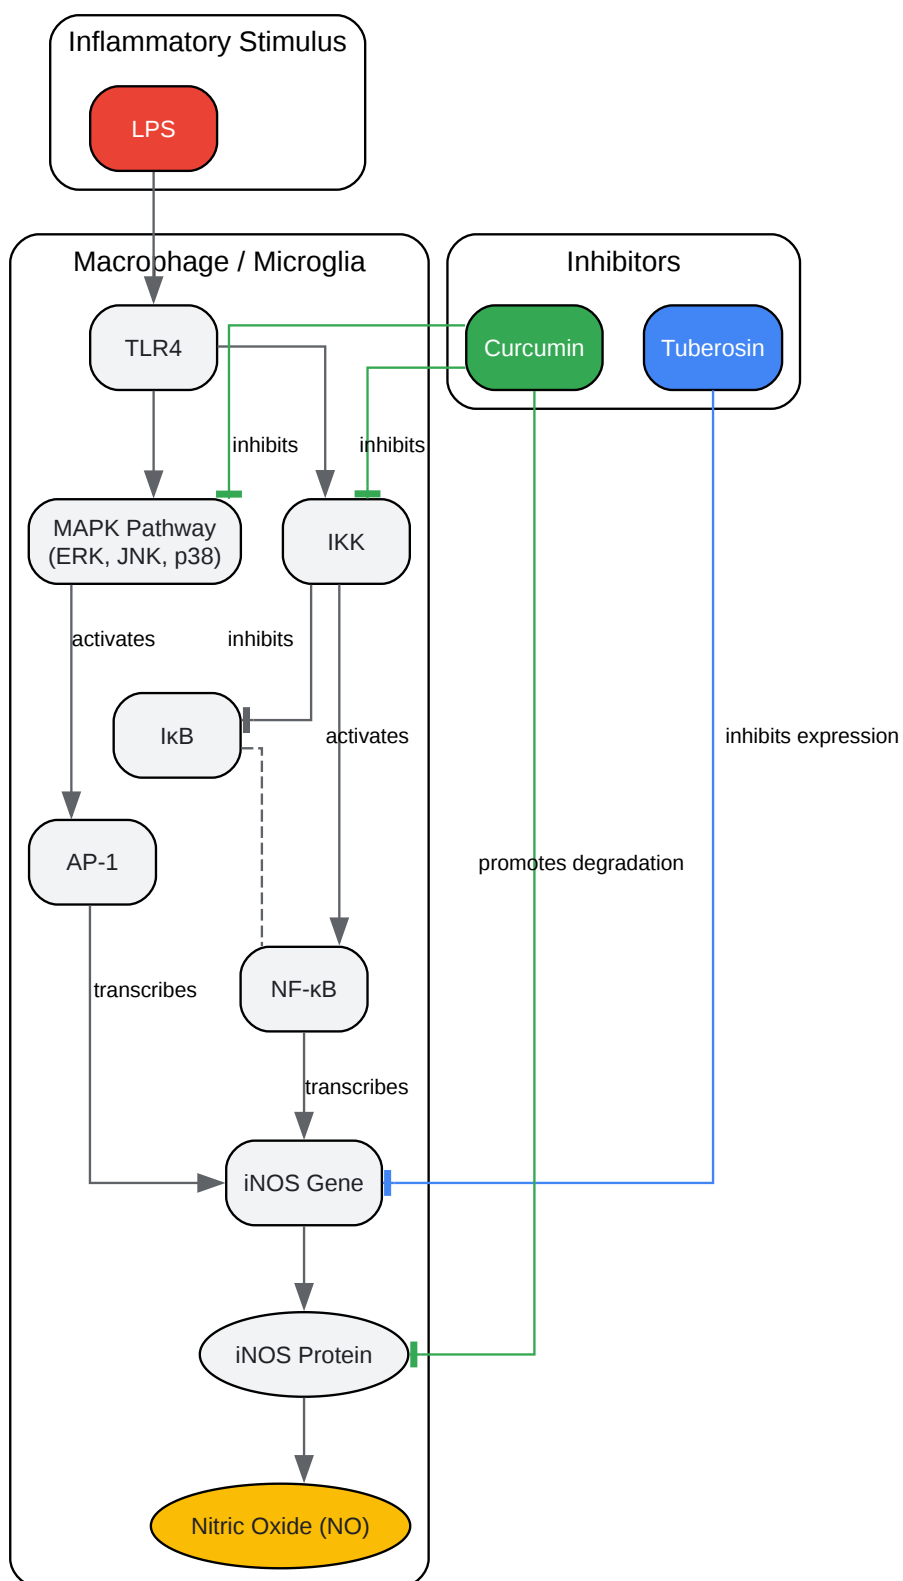 Inflammatory Stimulus
LPS
Macrophage / Microglia
Inhibitors
TLR4
Curcumin
Tuberosin
inhibits
inhibits
MAPK Pathway
(ERK, JNK, p38)
IKK
activates
inhibits
IκB
activates
inhibits expression
AP-1
promotes degradation
transcribes
NF-κB
transcribes
iNOS Gene
iNOS Protein
Nitric Oxide (NO)